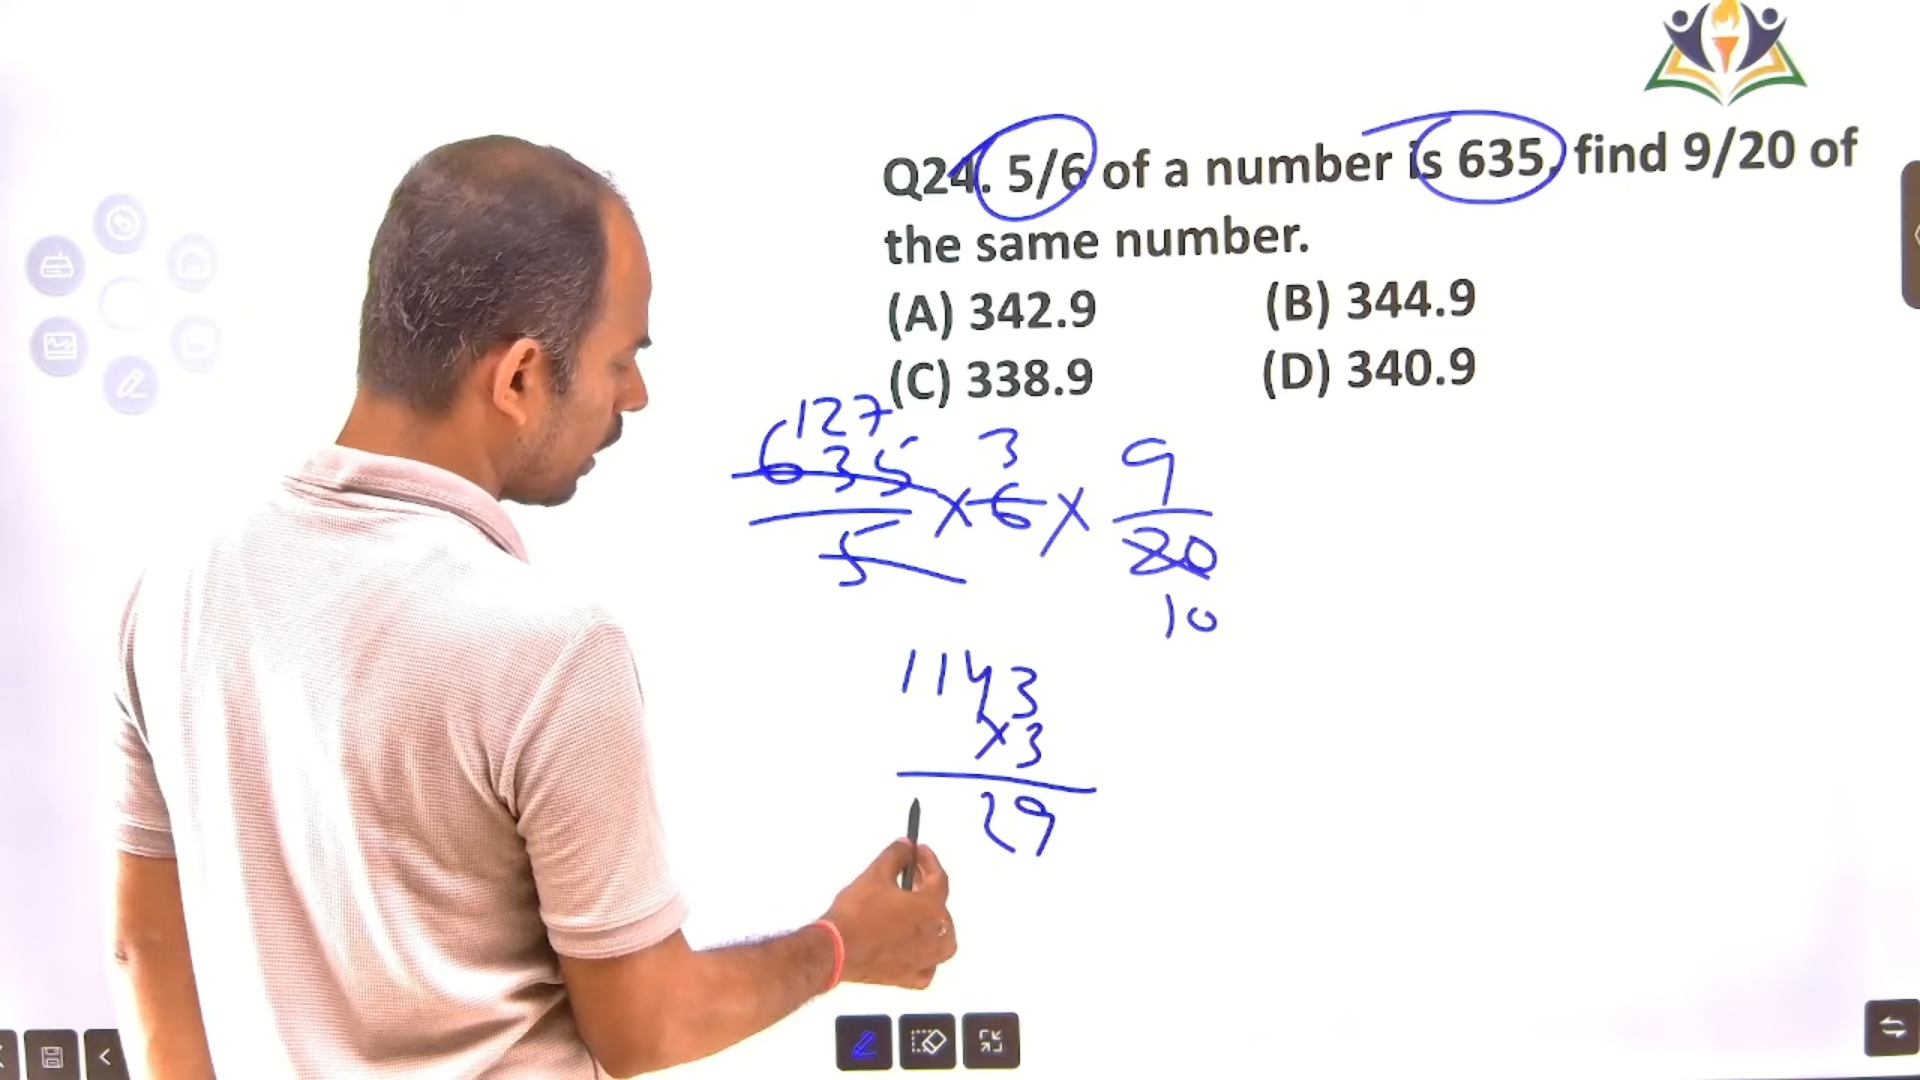 Q24. 5/6 of a number is 635, find 9/20 of
the same number.
(A) 342.9 (B) 344.9
(C) 338.9 (D) 340.9
127 3 9
635 × 6 ×
5 20
10
1143
×3
29